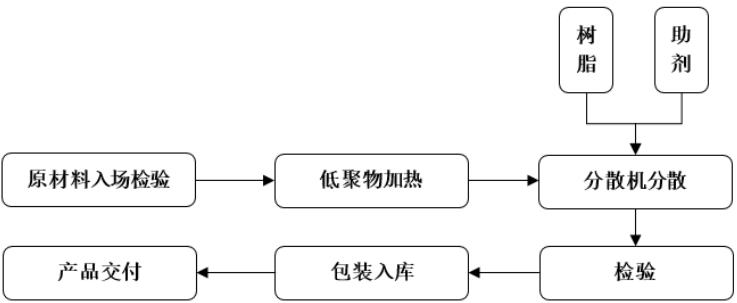 树
脂
助
剂
原材料入场检验
低聚物加热
分散机分散
检验
包装入库
产品交付